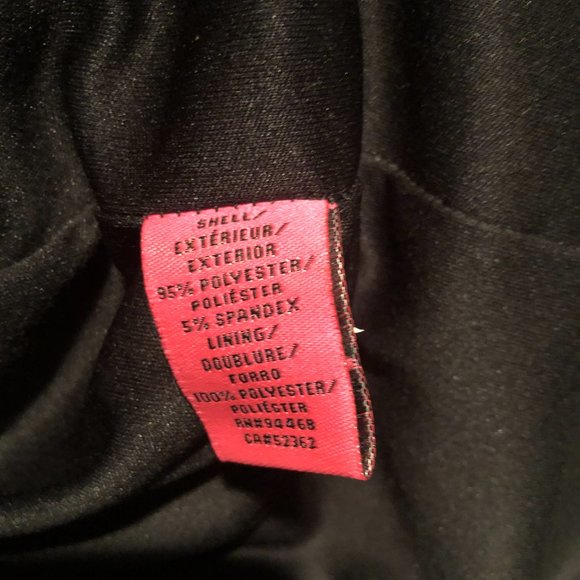 SHELL/
EXTÉRIEUR/
EXTERIOR
95% POLYESTER/
POLIÉSTER
5% SPANDEX
LINING/
DOUBLURE/
FORRO
100% POLYESTER/
POLIÉSTER
RN#94468
CA#52362